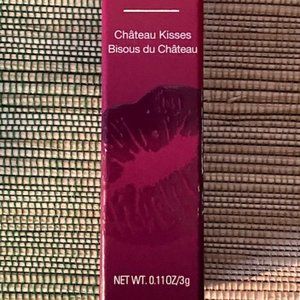 Château Kisses
Bisous du Château
NET WT. 0.11OZ/3g